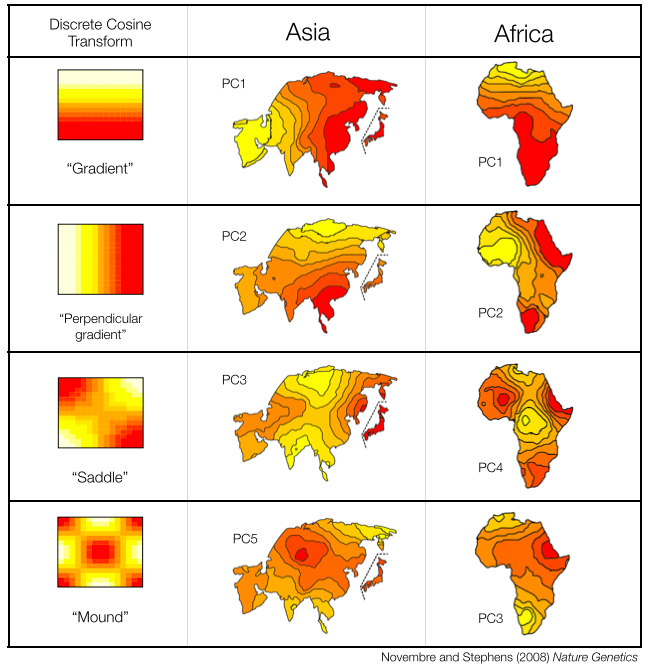 Discrete Cosine
Transform
Asia
Africa
PC1
PC1
“Gradient”
PC2
PC2
“Perpendicular
gradient”
PC3
PC4
“Saddle”
PC5
PC3
“Mound”
Novembre and Stephens (2008) Nature Genetics